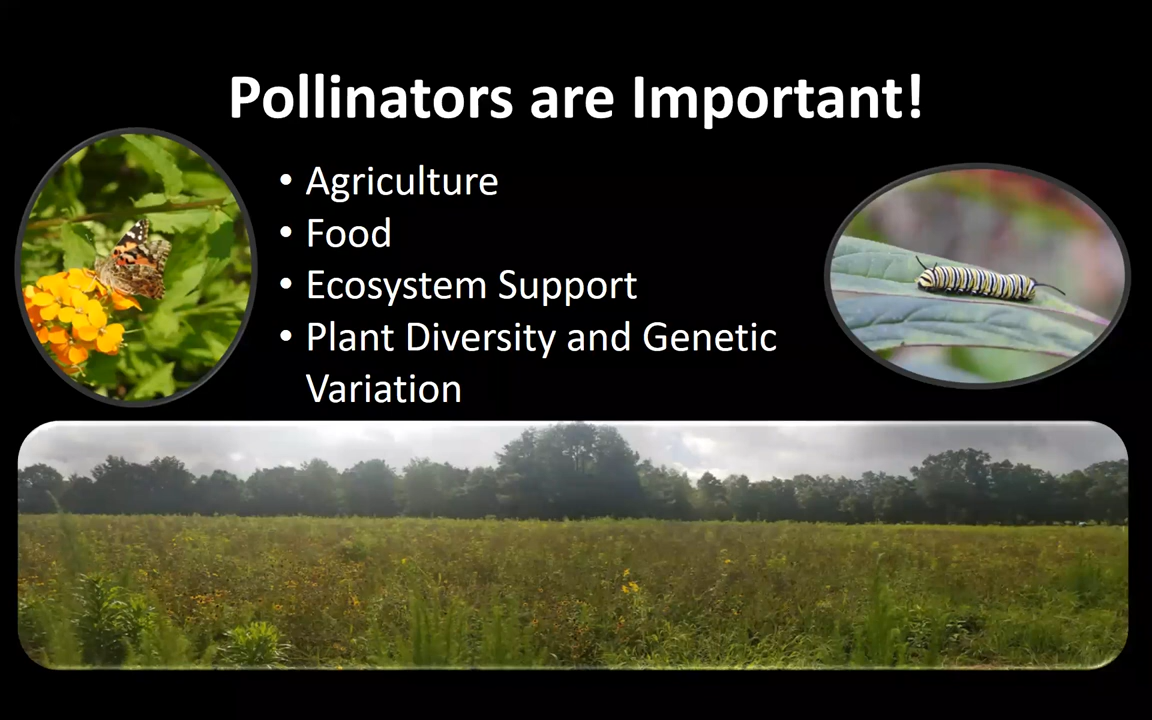 Pollinators are Important!
• Agriculture
• Food
• Ecosystem Support
• Plant Diversity and Genetic
Variation